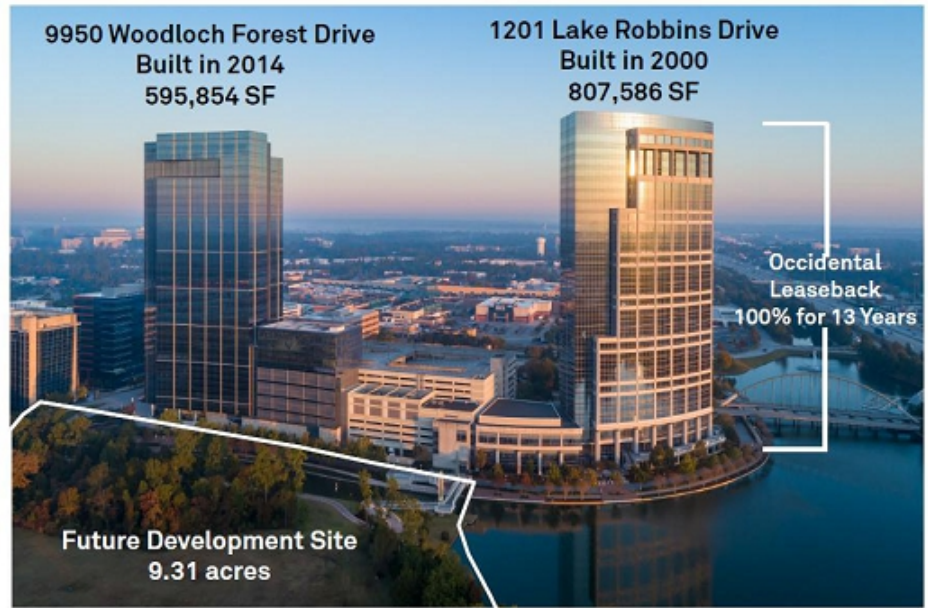 9950 Woodloch Forest Drive
Built in 2014
595,854 SF
1201 Lake Robbins Drive
Built in 2000
807,586 SF
Occidental
Leaseback
100% for 13 Years
Future Development Site
9.31 acres